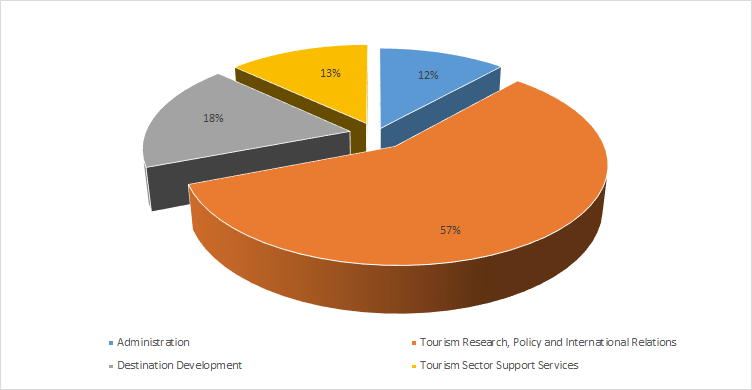 13%
12%
18%
57%
Administration
Tourism Research, Policy and International Relations
Destination Development
Tourism Sector Support Services